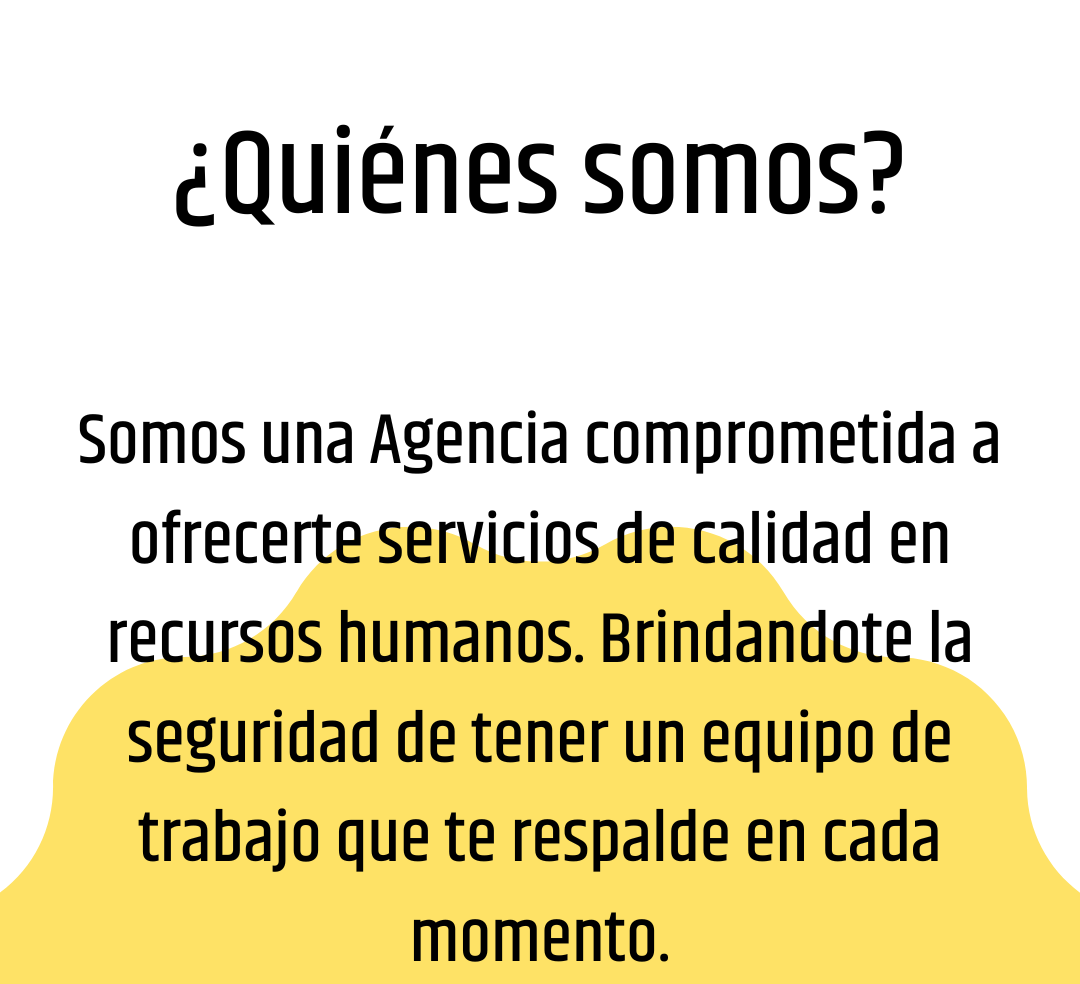 ¿Quiénes somos?
Somos una Agencia comprometida a
ofrecerte servicios de calidad en
recursos humanos. Brindandote la
seguridad de tener un equipo de
trabajo que te respalde en cada
momento.